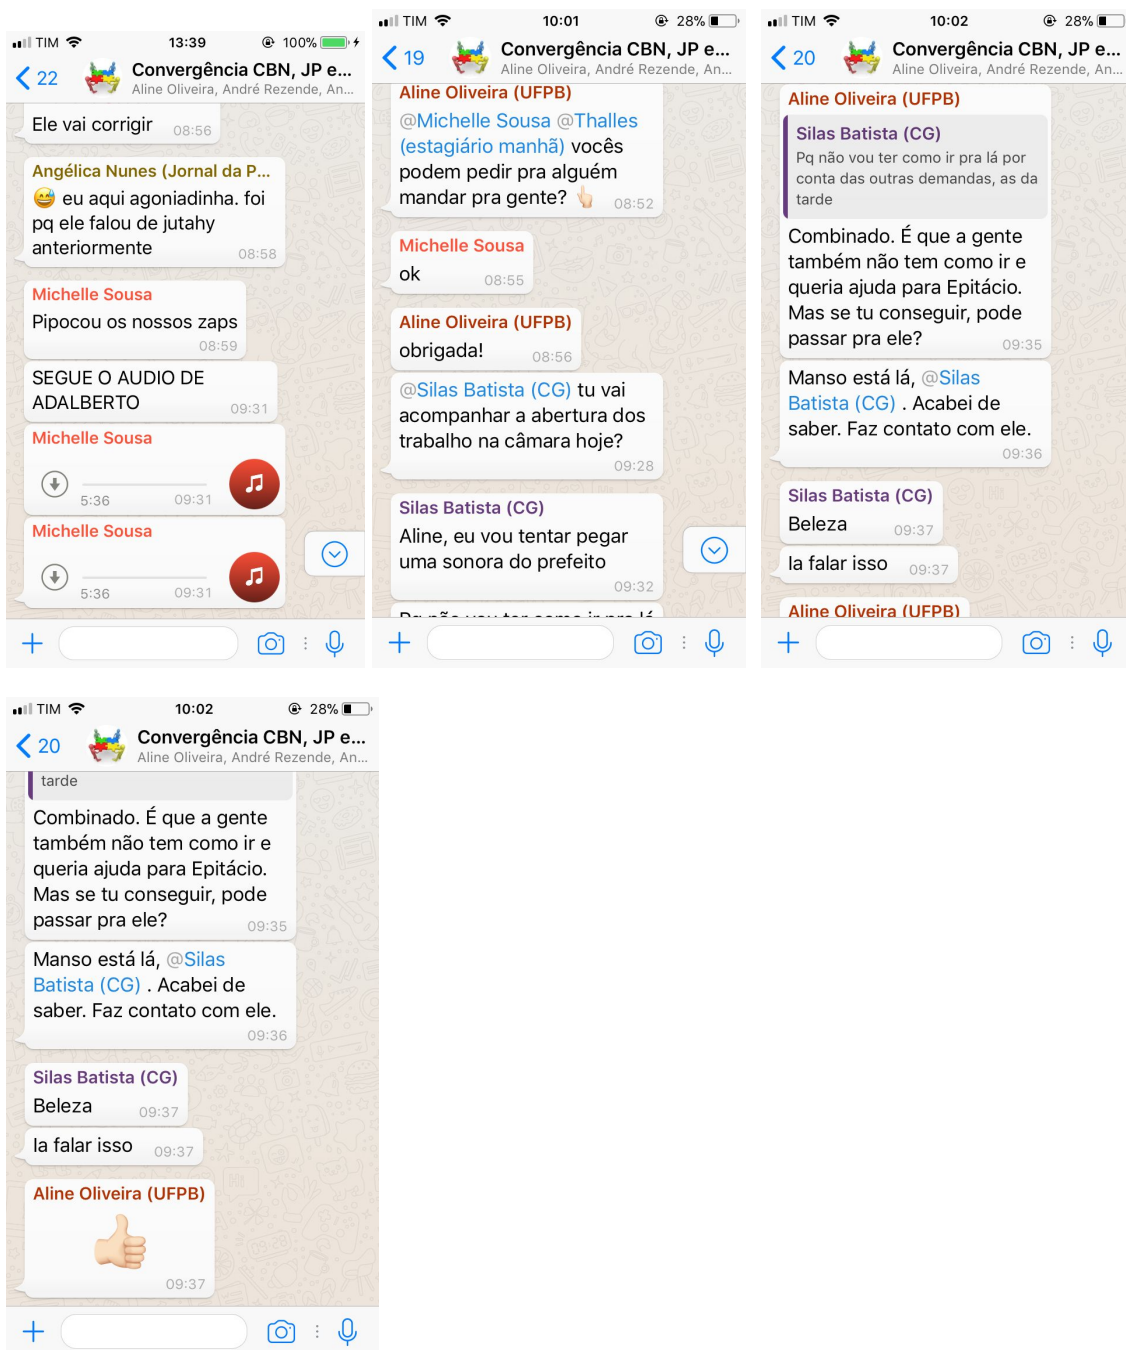 TIM 13:39 100%
22 Convergência CBN, JP e...
Aline Oliveira, André Rezende, An...
Ele vai corrigir 08:56
Angélica Nunes (Jornal da P...
😅 eu aqui agoniadinha. foi
pq ele falou de jutahy
anteriormente 08:58
Michelle Sousa
Pipocou os nossos zaps
08:59
SEGUE O AUDIO DE
ADALBERTO 09:31
Michelle Sousa
5:36 09:31
Michelle Sousa
5:36 09:31
TIM 10:01 28%
19 Convergência CBN, JP e...
Aline Oliveira, André Rezende, An...
Aline Oliveira (UFPB)
@Michelle Sousa @Thalles
(estagiário manhã) vocês
podem pedir pra alguém
mandar pra gente? 👆🏻 08:52
Michelle Sousa
ok 08:55
Aline Oliveira (UFPB)
obrigada! 08:56
@Silas Batista (CG) tu vai
acompanhar a abertura dos
trabalho na câmara hoje?
09:28
Silas Batista (CG)
Aline, eu vou tentar pegar
uma sonora do prefeito
09:32
Pq não vou ter como ir pra lá
TIM 10:02 28%
20 Convergência CBN, JP e...
Aline Oliveira, André Rezende, An...
Aline Oliveira (UFPB)
Silas Batista (CG)
Pq não vou ter como ir pra lá por
conta das outras demandas, as da
tarde
Combinado. É que a gente
também não tem como ir e
queria ajuda para Epitácio.
Mas se tu conseguir, pode
passar pra ele? 09:35
Manso está lá, @Silas
Batista (CG) . Acabei de
saber. Faz contato com ele.
09:36
Silas Batista (CG)
Beleza 09:37
Ia falar isso 09:37
Aline Oliveira (UFPB)
TIM 10:02 28%
20 Convergência CBN, JP e...
Aline Oliveira, André Rezende, An...
tarde
Combinado. É que a gente
também não tem como ir e
queria ajuda para Epitácio.
Mas se tu conseguir, pode
passar pra ele? 09:35
Manso está lá, @Silas
Batista (CG) . Acabei de
saber. Faz contato com ele.
09:36
Silas Batista (CG)
Beleza 09:37
Ia falar isso 09:37
Aline Oliveira (UFPB)
👍🏻
09:37